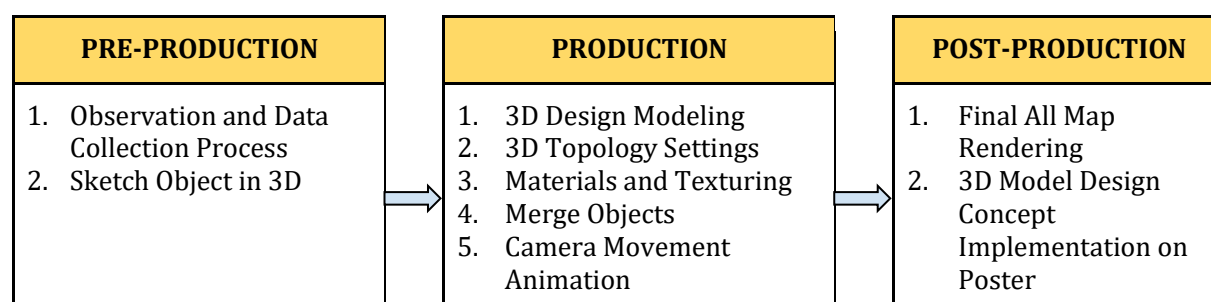 PRE-PRODUCTION
1. Observation and Data
Collection Process
2. Sketch Object in 3D
PRODUCTION
1. 3D Design Modeling
2. 3D Topology Settings
3. Materials and Texturing
4. Merge Objects
5. Camera Movement
Animation
POST-PRODUCTION
1. Final All Map
Rendering
2. 3D Model Design
Concept
Implementation on
Poster